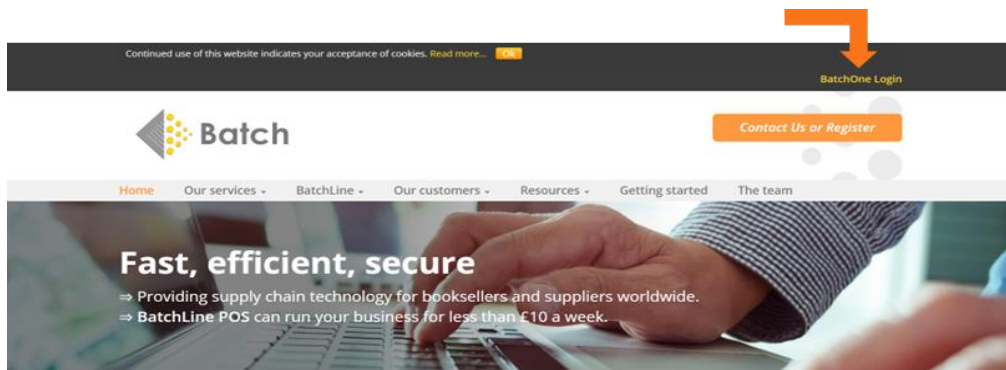 Continued use of this website indicates your acceptance of cookies. Read more... Ok
BatchOne Login
Batch
Contact Us or Register
Home Our services BatchLine Our customers Resources Getting started The team
Fast, efficient, secure
⇒ Providing supply chain technology for booksellers and suppliers worldwide.
⇒ BatchLine POS can run your business for less than £10 a week.